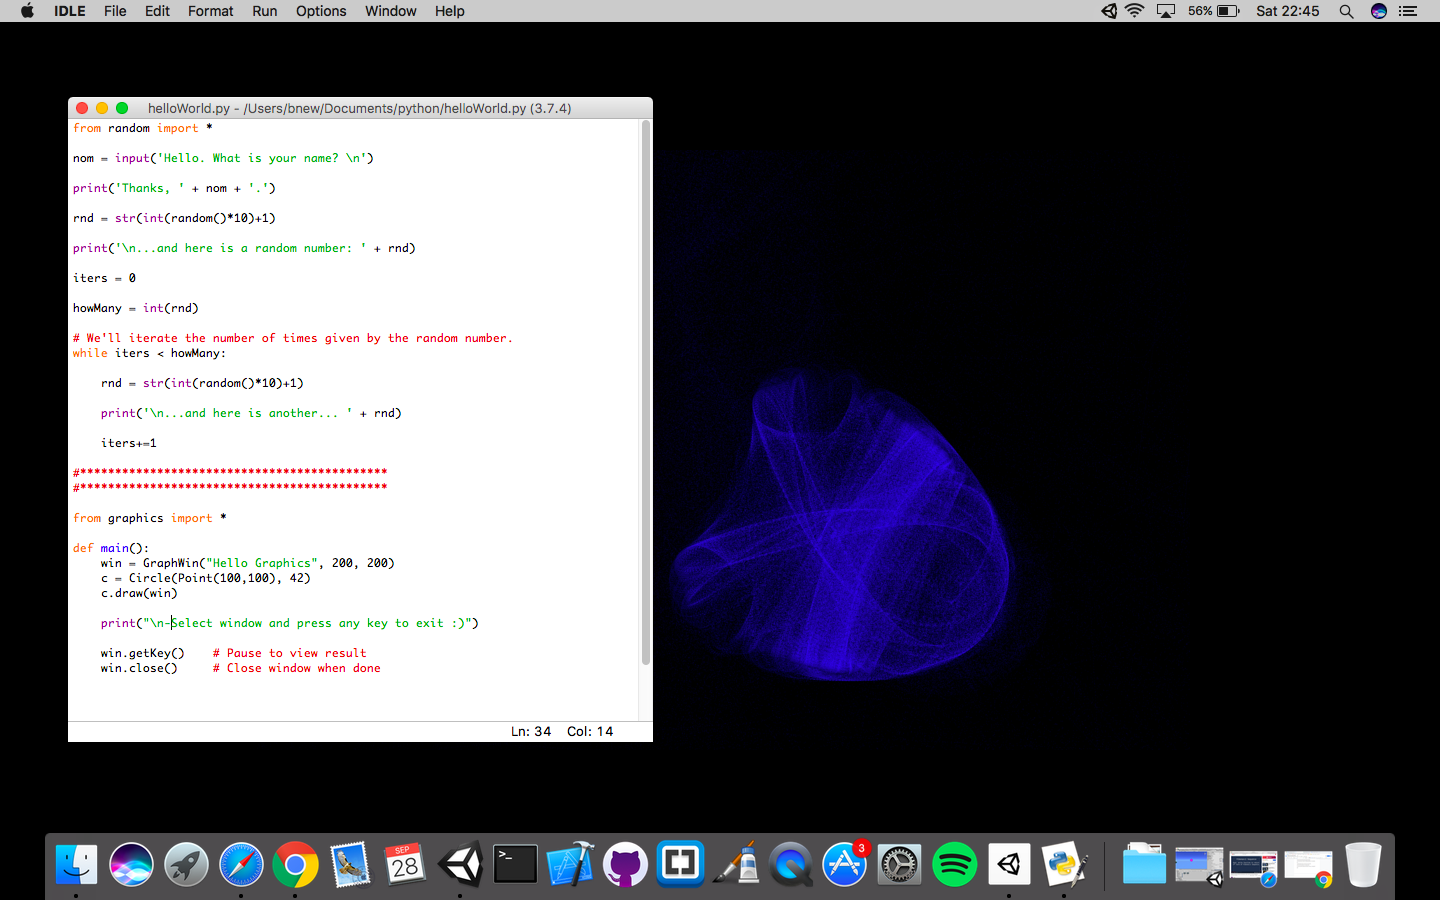 IDLE File Edit Format Run Options Window Help 56% Sat 22:45
helloWorld.py - /Users/bnew/Documents/python/helloWorld.py (3.7.4)
from random import *
nom = input('Hello. What is your name? \n')
print('Thanks, ' + nom + '.')
rnd = str(int(random()*10)+1)
print('\n...and here is a random number: ' + rnd)
iters = 0
howMany = int(rnd)
# We'll iterate the number of times given by the random number.
while iters < howMany:
    rnd = str(int(random()*10)+1)
    print('\n...and here is another... ' + rnd)
    iters+=1
#********************************************
#********************************************
from graphics import *
def main():
    win = GraphWin("Hello Graphics", 200, 200)
    c = Circle(Point(100,100), 42)
    c.draw(win)
    print("\n-Select window and press any key to exit :)")
    win.getKey()    # Pause to view result
    win.close()     # Close window when done
Ln: 34 Col: 14
SEP
28
>_
3